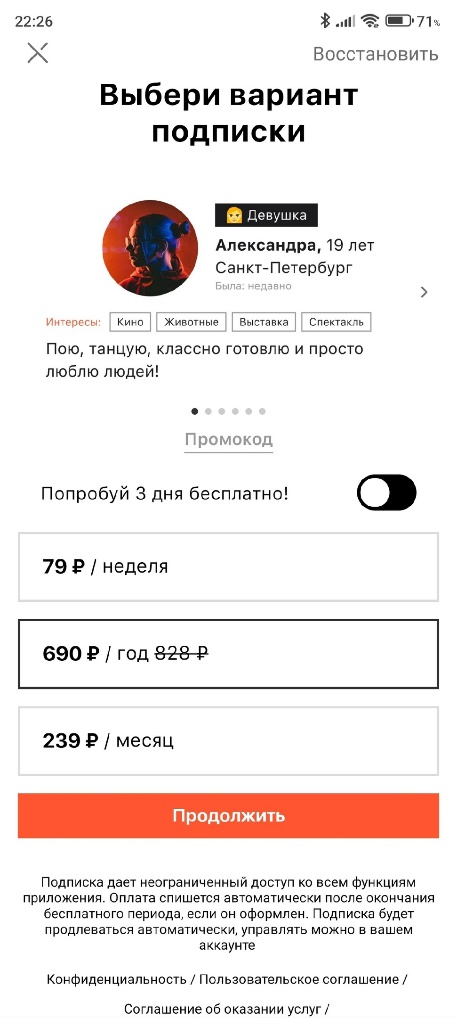 22:26
71%
Восстановить
Выбери вариант
подписки
Девушка
Александра, 19 лет
Санкт-Петербург
Была: недавно
Интересы: Кино Животные Выставка Спектакль
Пою, танцую, классно готовлю и просто
люблю людей!
Промокод
Попробуй 3 дня бесплатно!
79 ₽ / неделя
690 ₽ / год 828 ₽
239 ₽ / месяц
Продолжить
Подписка дает неограниченный доступ ко всем функциям
приложения. Оплата спишется автоматически после окончания
бесплатного периода, если он оформлен. Подписка будет
продлеваться автоматически, управлять можно в вашем
аккаунте
Конфиденциальность / Пользовательское соглашение /
Соглашение об оказании услуг /